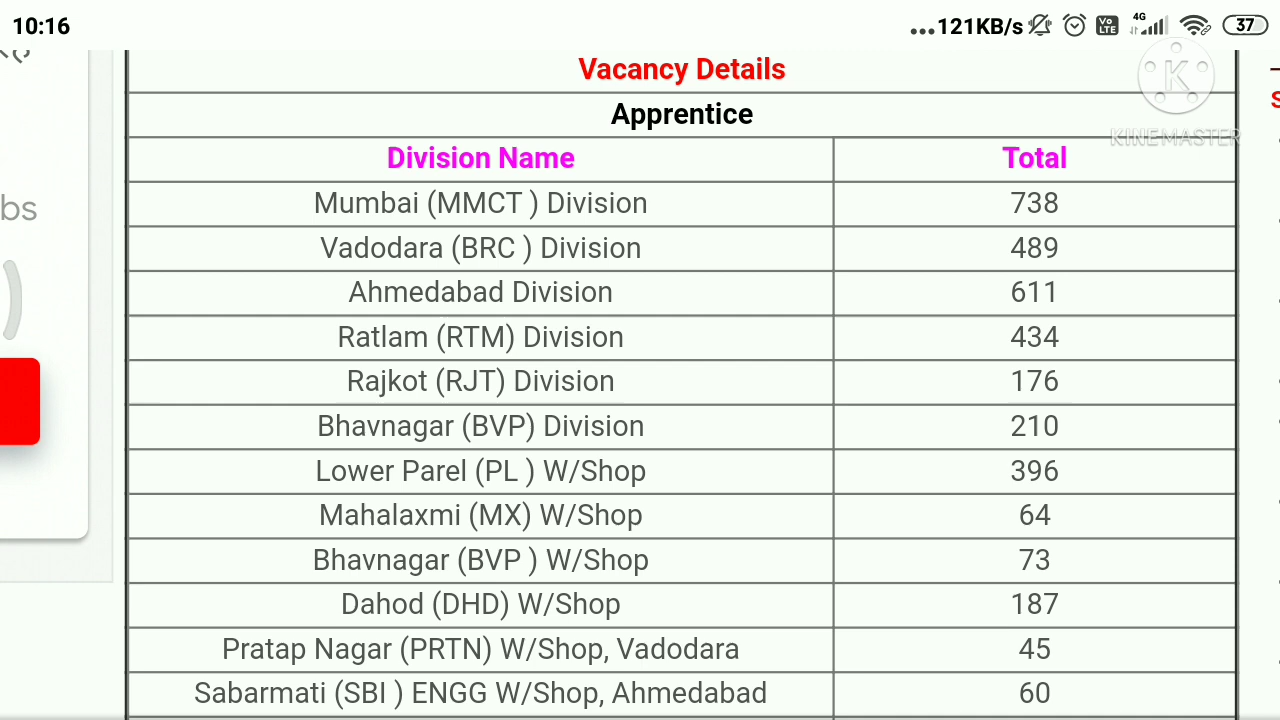 10:16
...121KB/s Vo LTE 4G 37
Vacancy Details
K
Apprentice
KINEMASTER
Division Name Total
Mumbai (MMCT ) Division 738
bs
Vadodara (BRC ) Division 489
Ahmedabad Division 611
Ratlam (RTM) Division 434
Rajkot (RJT) Division 176
Bhavnagar (BVP) Division 210
Lower Parel (PL ) W/Shop 396
Mahalaxmi (MX) W/Shop 64
Bhavnagar (BVP ) W/Shop 73
Dahod (DHD) W/Shop 187
Pratap Nagar (PRTN) W/Shop, Vadodara 45
Sabarmati (SBI ) ENGG W/Shop, Ahmedabad 60